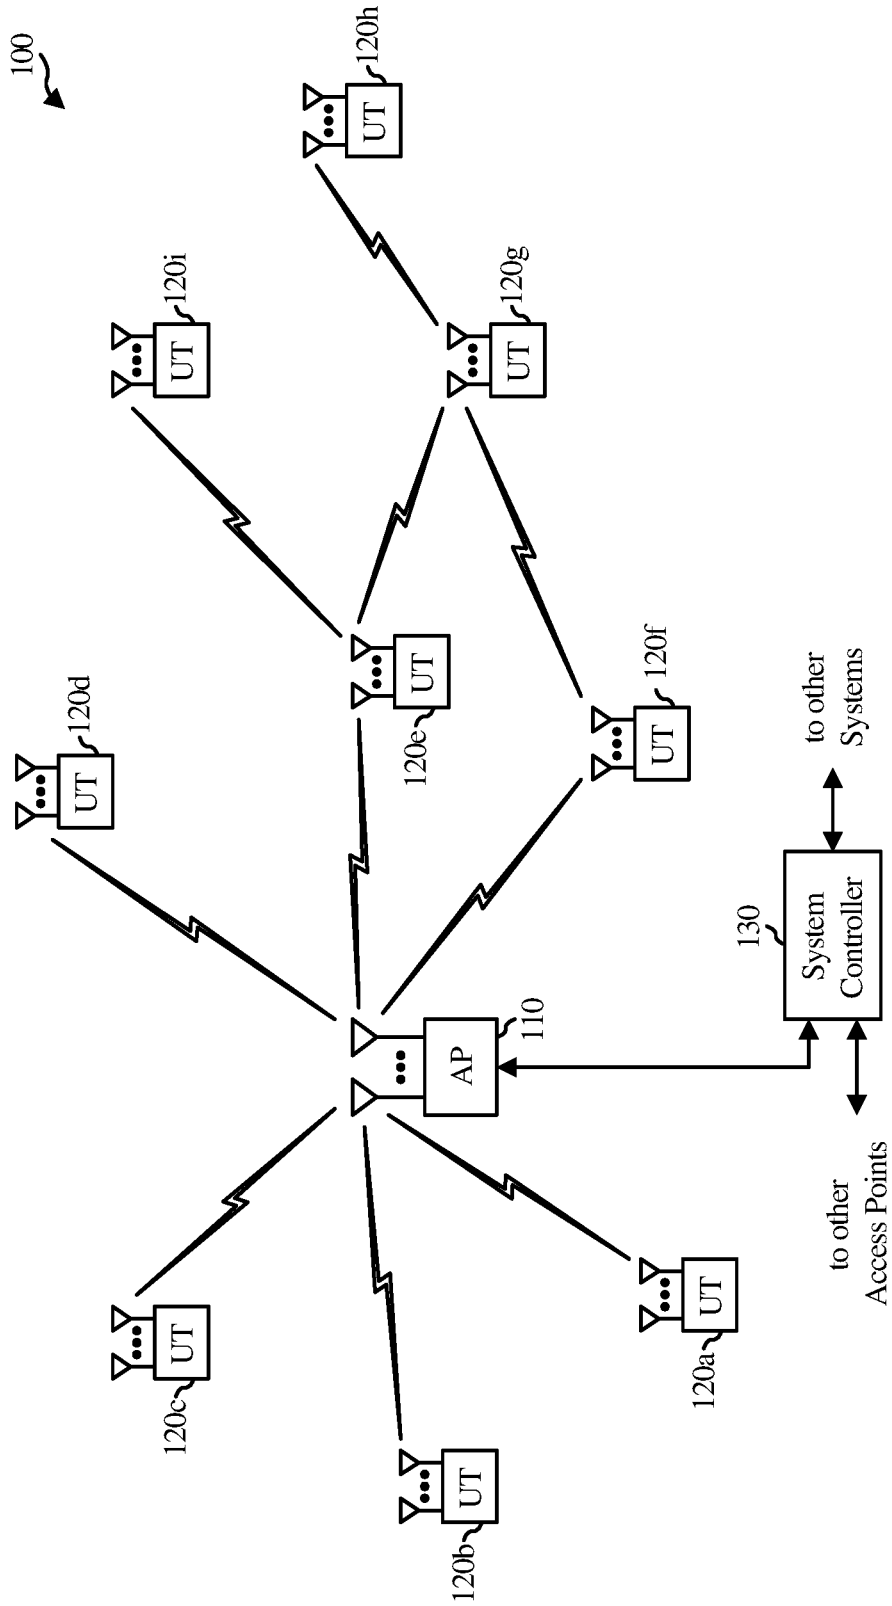 100
UT
120d
UT
120i
UT
120h
UT
120c
UT
120e
UT
120g
UT
120b
AP
110
UT
120f
UT
120a
130
System
Controller
to other
Systems
to other
Access Points